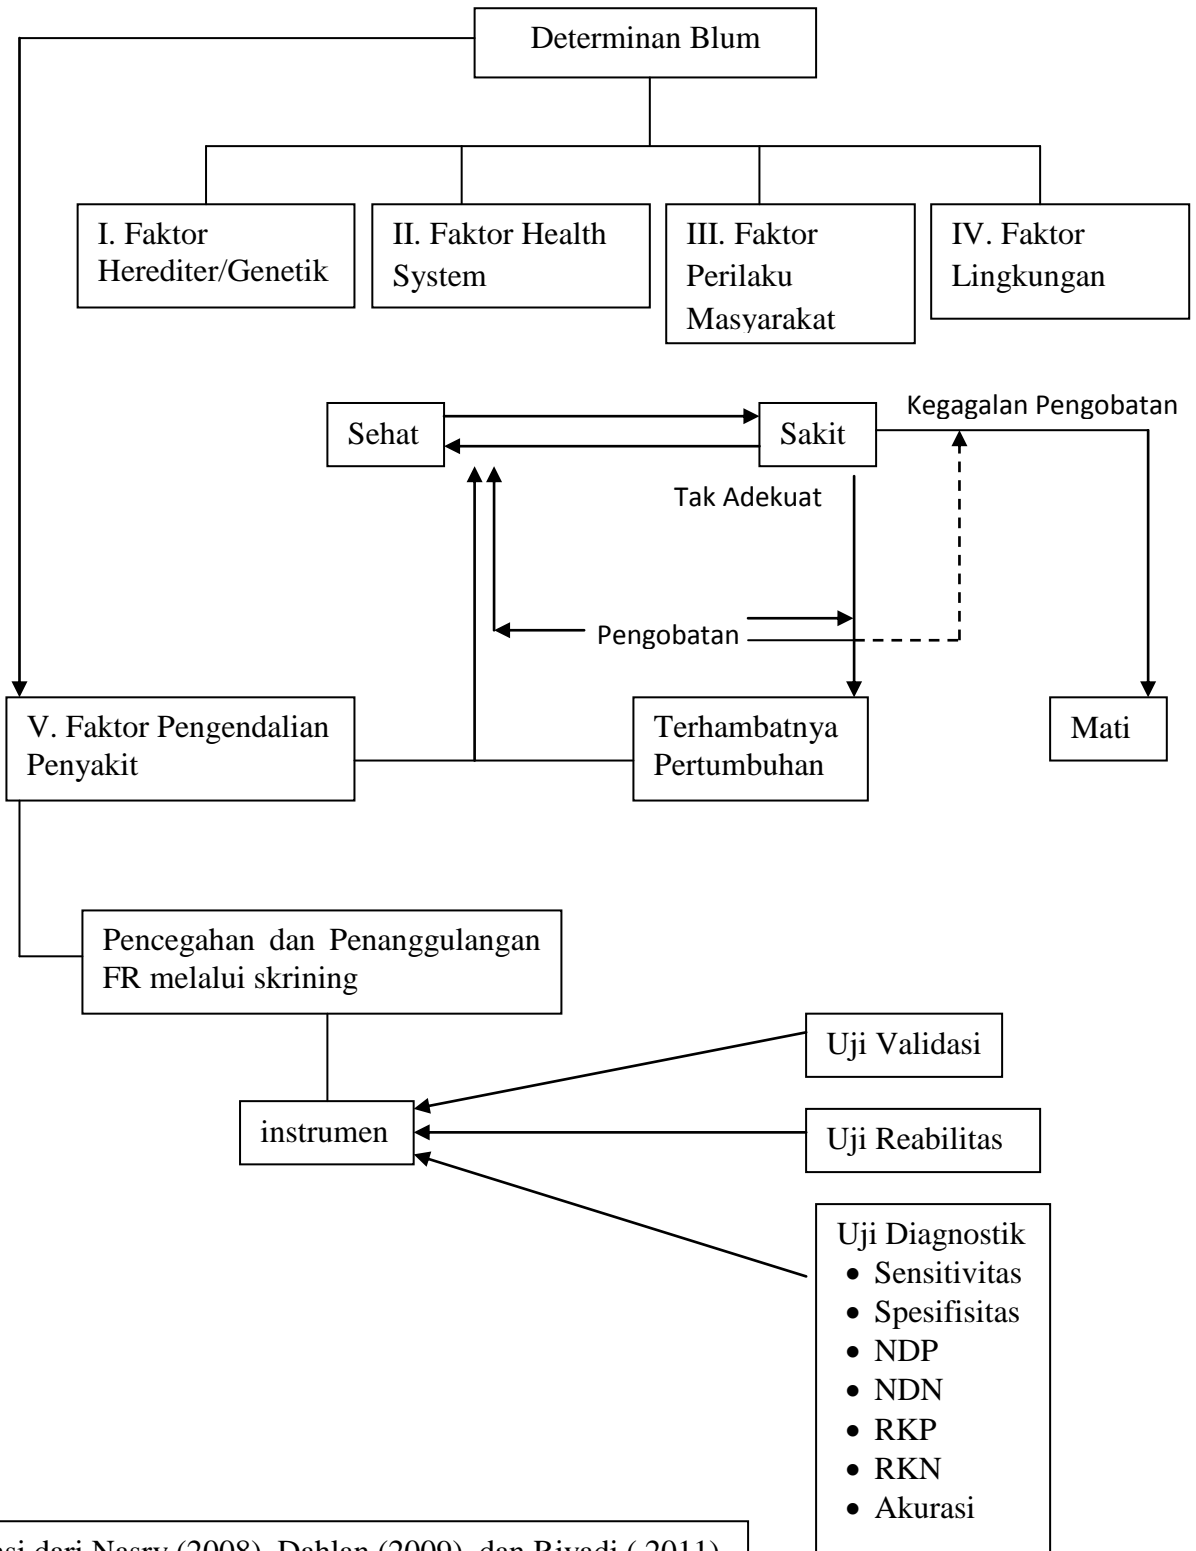 Determinan Blum
I. Faktor
Herediter/Genetik
II. Faktor Health
System
III. Faktor
Perilaku
Masyarakat
IV. Faktor
Lingkungan
Kegagalan Pengobatan
Sehat
Sakit
Tak Adekuat
Pengobatan
V. Faktor Pengendalian
Penyakit
Terhambatnya
Pertumbuhan
Mati
Pencegahan dan Penanggulangan
FR melalui skrining
instrumen
Uji Validasi
Uji Reabilitas
Uji Diagnostik
• Sensitivitas
• Spesifisitas
• NDP
• NDN
• RKP
• RKN
• Akurasi
dari Nasry (2008), Dahlan (2009), dan Riyadi ( 2011)